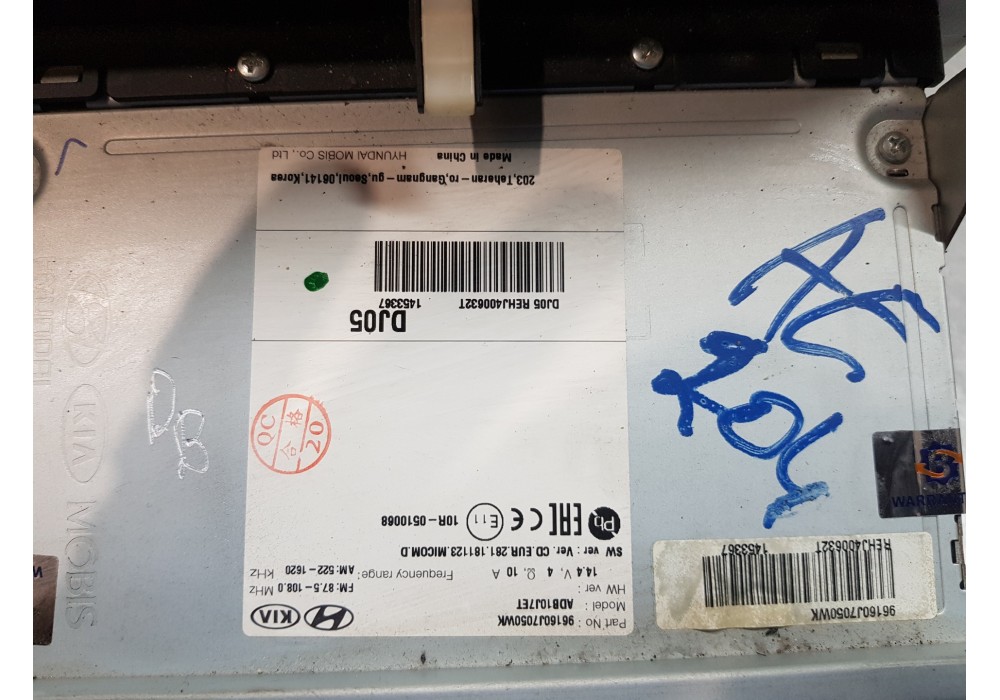 Part No : 96160J7050WK
Model : ADB10J7ET
HW ver :
14.4 V, 4 Ω, 10 A
FM: 87.5-108.0 MHz
Frequency range:
AM: 522-1620 KHz
SW ver : Ver. CD.EUR.281.181123.MICOM.D
E11
10R-0510068
KIA
QC
合格
20
DJ05
DJ05 REHJ400632T 1453367
203,Teheran-ro,Gangnam-gu,Seoul,06141,Korea
Made in China HYUNDAI MOBIS Co., Ltd
96160J7050WK
REHJ400632T 1453367
KIA MOBIS